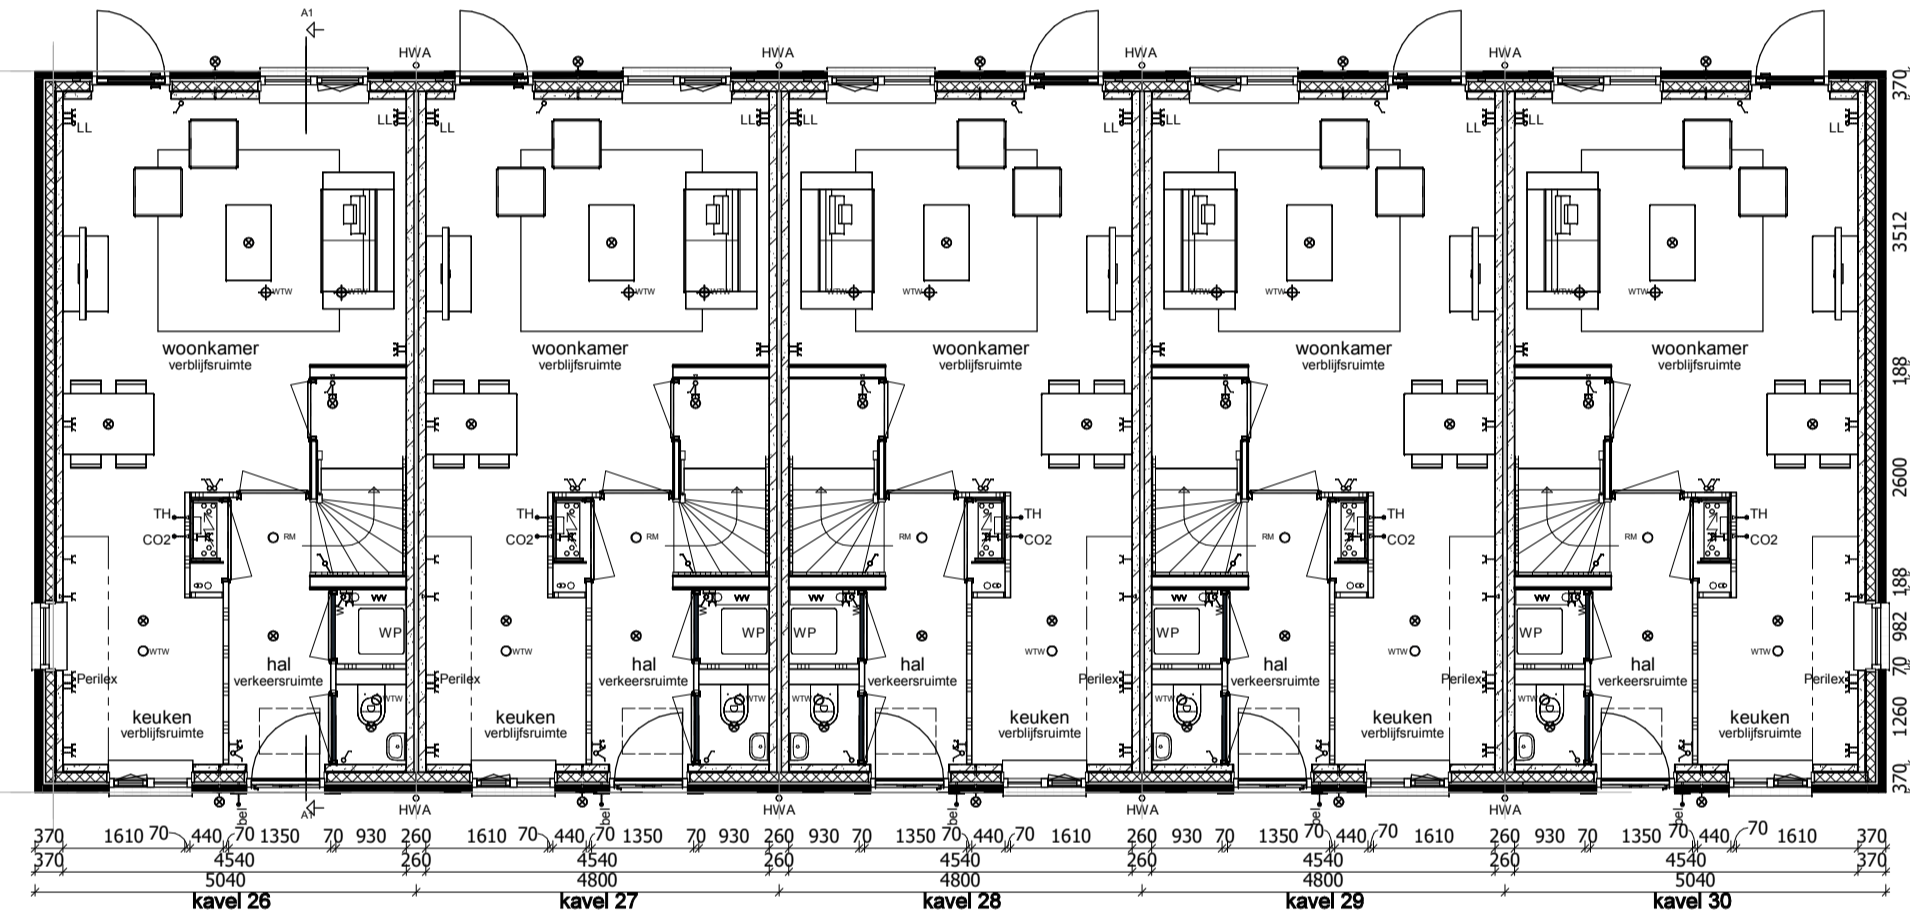 A1
HWA HWA HWA HWA
370
LL LL LL LL LL LL LL LL LL LL
3512
WTW WTW WTW WTW WTW WTW WTW WTW WTW WTW
woonkamer woonkamer woonkamer woonkamer woonkamer
verblijfsruimte verblijfsruimte verblijfsruimte verblijfsruimte verblijfsruimte
188
2600
TH TH TH TH TH
CO2 RM CO2 RM RM CO2 RM CO2 RM CO2
188
WP WP WP WP WP
982
WTW WTW WTW WTW WTW
hal hal hal hal hal
70
Perilex verkeersruimte Perilex verkeersruimte verkeersruimte Perilex verkeersruimte Perilex verkeersruimte Perilex
WTW WTW WTW WTW WTW
keuken keuken keuken keuken keuken
verblijfsruimte verblijfsruimte verblijfsruimte verblijfsruimte verblijfsruimte
1260
370
bel A1 HWA bel HWA bel HWA bel HWA bel
370 1610 70 440 70 1350 70 930 260 1610 70 440 70 1350 70 930 260 930 70 1350 70 440 70 1610 260 930 70 1350 70 440 70 1610 260 930 70 1350 70 440 70 1610 370
370 4540 260 4540 260 4540 260 4540 260 4540 370
5040 4800 4800 4800 5040
kavel 26 kavel 27 kavel 28 kavel 29 kavel 30